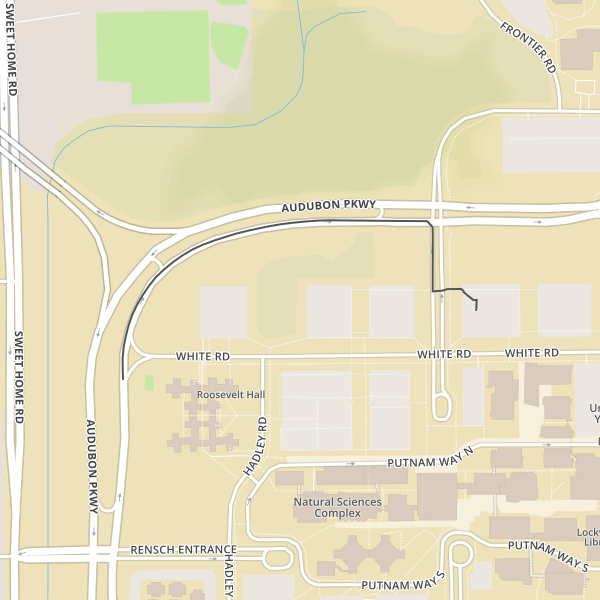 SWEET HOME RD
FRONTIER RD
AUDUBON PKWY
SWEET HOME RD
WHITE RD
WHITE RD
WHITE RD
Roosevelt Hall
AUDUBON PKWY
HADLEY RD
PUTNAM WAY N
Natural Sciences
Complex
RENSCH ENTRANCE
HADLEY
PUTNAM WAY S
PUTNAM WAY S